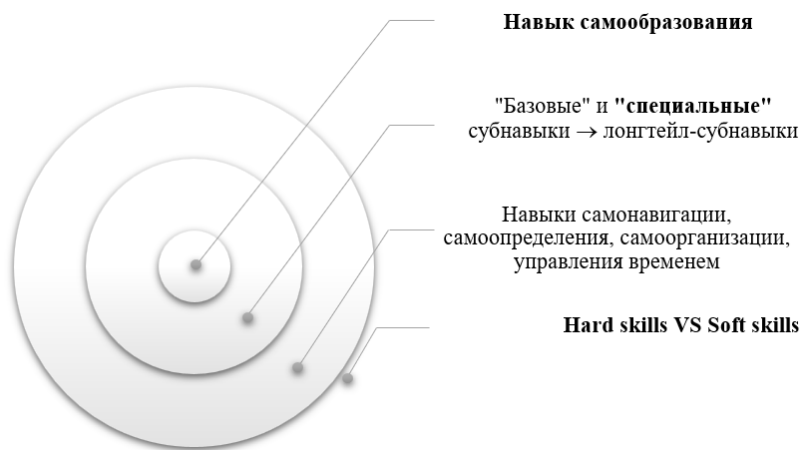 Навык самообразования
"Базовые" и "специальные"
субнавыки → лонгтейл-субнавыки
Навыки самонавигации,
самоопределения, самоорганизации,
управления временем
Hard skills VS Soft skills